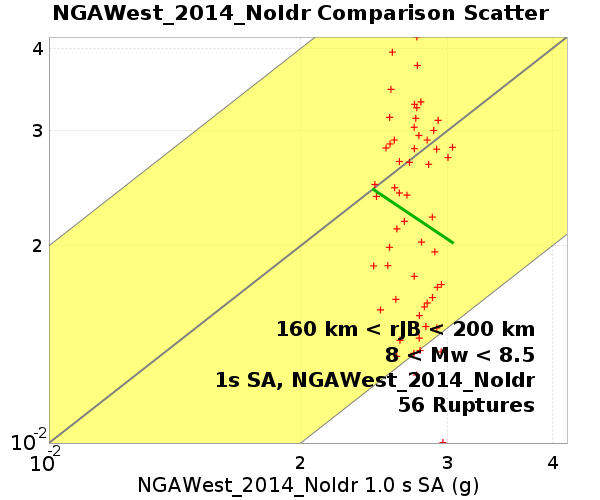 NGAWest_2014_NoIdr Comparison Scatter
4
3
2
10-2
160 km < rJB < 200 km
8 < Mw < 8.5
1s SA, NGAWest_2014_NoIdr
56 Ruptures
10-2
2
3
4
NGAWest_2014_NoIdr 1.0 s SA (g)